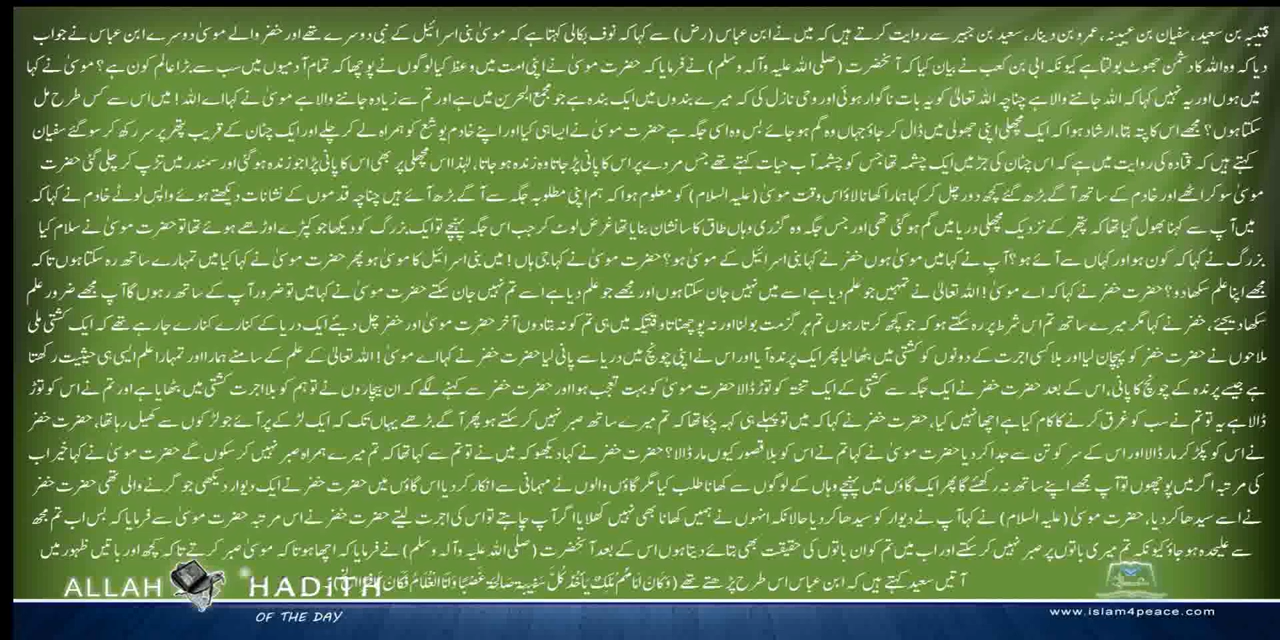 قتیبہ بن سعید، سفیان بن عیینہ، عمرو بن دینار، سعید بن جبیر سے روایت کرتے ہیں کہ میں نے ابن عباس (رض) سے کہا کہ نوف بکالی کہتا ہے کہ موسیٰ بنی اسرائیل کے نبی دوسرے تھے اور خضر والے موسیٰ دوسرے ابن عباس نے جواب
دیا کہ وہ اللہ کا دشمن جھوٹ بولتا ہے کیونکہ ابی بن کعب نے بیان کیا کہ آنحضرت (صلی اللہ علیہ وآلہ وسلم) نے فرمایا کہ حضرت موسیٰ نے اپنی امت میں وعظ کیا لوگوں نے پوچھا کہ تمام آدمیوں میں سب سے بڑا عالم کون ہے؟ موسیٰ نے کہا
میں ہوں اور یہ نہیں کہا کہ اللہ جاننے والا ہے چناچہ اللہ تعالیٰ کو یہ بات ناگوار ہوئی اور وحی نازل کی کہ میرے بندوں میں ایک بندہ ہے جو مجمع البحرین میں ہے اور تم سے زیادہ جاننے والا ہے موسیٰ نے کہا اے اللہ! میں اس سے کس طرح مل
سکتا ہوں؟ مجھے اس کا پتہ بتا، ارشاد ہوا کہ ایک مچھلی اپنی جھولی میں ڈال کر جاؤ جہاں وہ گم ہو جائے بس وہ اسی جگہ ہے حضرت موسیٰ نے ایسا ہی کیا اور اپنے خادم یوشع کو ہمراہ لے کر چلے اور ایک چٹان کے قریب پتھر پر سر رکھ کر سو گئے سفیان
کہتے ہیں کہ قتادہ کی روایت میں ہے کہ اس چٹان کی جڑ میں ایک چشمہ تھا جس کو چشمہ آب حیات کہتے تھے جس مردے پر اس کا پانی پڑ جاتا وہ زندہ ہو جاتا، لہٰذا اس مچھلی پر بھی اس کا پانی پڑا جو زندہ ہو گئی اور سمندر میں تڑپ کر چلی گئی حضرت
موسیٰ سو کر اٹھے اور خادم کے ساتھ آگے بڑھ گئے کچھ دور چل کر کہا ہمارا کھانا لاؤ اس وقت موسیٰ (علیہ السلام) کو معلوم ہوا کہ ہم اپنی مطلوبہ جگہ سے آگے بڑھ آئے ہیں چناچہ قدموں کے نشانات دیکھتے ہوئے واپس لوٹے خادم نے کہا کہ
میں آپ سے کہنا بھول گیا تھا کہ پتھر کے نزدیک مچھلی دریا میں گم ہو گئی تھی اور جس جگہ وہ گزری وہاں طاق کا سا نشان بنایا تھا غرض لوٹ کر جب اس جگہ پہنچے تو ایک بزرگ کو دیکھا جو کپڑے اوڑھے ہوئے تھا تو حضرت موسیٰ نے سلام کیا
بزرگ نے کہا کہ کون ہو اور کہاں سے آئے ہو؟ آپ نے کہا میں موسیٰ ہوں خضر نے کہا بنی اسرائیل کے موسیٰ ہو؟ حضرت موسیٰ نے کہا جی ہاں! میں بنی اسرائیل کا موسیٰ ہوں پھر حضرت موسیٰ نے کہا کیا میں تمہارے ساتھ رہ سکتا ہوں تاکہ
مجھے اپنا علم سکھا دو؟ حضرت خضر نے کہا کہ اے موسیٰ! اللہ تعالیٰ نے تمہیں جو علم دیا ہے اسے میں نہیں جان سکتا ہوں اور مجھے جو علم دیا ہے اسے تم نہیں جان سکتے حضرت موسیٰ نے کہا میں تو ضرور آپ کے ساتھ رہوں گا آپ مجھے ضرور علم
سکھا دیجئے، خضر نے کہا مگر میرے ساتھ تم اس شرط پر رہ سکتے ہو کہ جو کچھ کرتا رہوں تم ہرگز مت بولنا اور نہ پوچھنا تا وقتیکہ میں ہی تم کو نہ بتا دوں آخر حضرت موسیٰ اور خضر چل دیئے ایک دریا کے کنارے کنارے جا رہے تھے کہ ایک کشتی ملی
ملاحوں نے حضرت خضر کو پہچان لیا اور بلا کسی اجرت کے دونوں کو کشتی میں بٹھا لیا پھر ایک پرندہ آیا اور اس نے اپنی چونچ میں دریا سے پانی لیا حضرت خضر نے کہا اے موسیٰ! اللہ تعالیٰ کے علم کے سامنے ہمارا اور تمہارا علم ایسی ہی حیثیت رکھتا
ہے جیسے پرندہ کے چونچ کا پانی، اس کے بعد حضرت خضر نے ایک جگہ سے کشتی کے ایک تختہ کو توڑ ڈالا حضرت موسیٰ کو بہت تعجب ہوا اور حضرت خضر سے کہنے لگے کہ ان بیچاروں نے تو ہم کو بلا اجرت کشتی میں بٹھایا ہے اور تم نے اس کو توڑ
ڈالا ہے یہ تو تم نے سب کو غرق کرنے کا کام کیا ہے اچھا نہیں کیا، حضرت خضر نے کہا کہ میں تو پہلے ہی کہہ چکا تھا کہ تم میرے ساتھ صبر نہیں کر سکتے ہو پھر آگے بڑھے یہاں تک کہ ایک لڑکے پر آئے جو لڑکوں سے کھیل رہا تھا، حضرت خضر
نے اس کو پکڑ کر مار ڈالا اور اس کے سر کو تن سے جدا کر دیا حضرت موسیٰ نے کہا تم نے اس کو بلا قصور کیوں مار ڈالا؟ حضرت خضر نے کہا دیکھو کہ میں نے تو تم سے کہا تھا کہ تم میرے ہمراہ صبر نہیں کر سکو گے حضرت موسیٰ نے کہا خیر اب
کی مرتبہ اگر میں پوچھوں تو آپ مجھے اپنے ساتھ نہ رکھئے گا پھر ایک گاؤں میں پہنچے وہاں کے لوگوں سے کھانا طلب کیا مگر گاؤں والوں نے مہمانی سے انکار کر دیا اس گاؤں میں حضرت خضر نے ایک دیوار دیکھی جو گرنے والی تھی حضرت خضر
نے اسے سیدھا کر دیا، حضرت موسیٰ (علیہ السلام) نے کہا آپ نے دیوار کو سیدھا کر دیا حالانکہ انہوں نے ہمیں کھانا بھی نہیں کھلایا اگر آپ چاہتے تو اس کی اجرت لیتے حضرت خضر نے اس مرتبہ حضرت موسیٰ سے فرمایا کہ بس اب تم مجھ
سے علیحدہ ہو جاؤ کیونکہ تم میری باتوں پر صبر نہیں کر سکتے اور اب میں تم کو ان باتوں کی حقیقت بھی بتائے دیتا ہوں اس کے بعد آنحضرت (صلی اللہ علیہ وآلہ وسلم) نے فرمایا کہ اچھا ہوتا کہ موسیٰ صبر کرتے تاکہ کچھ اور باتیں ظہور میں
آتیں سعید کہتے ہیں کہ ابن عباس اس طرح پڑھتے تھے (وَكَانَ أَمَامَهُمْ مَلِكٌ يَأْخُذُ كُلَّ سَفِينَةٍ صَالِحَةٍ غَصْبًا وَأَمَّا الْغُلَامُ فَكَانَ كَافِرًا
ALLAH HADITH
OF THE DAY
www.islam4peace.com